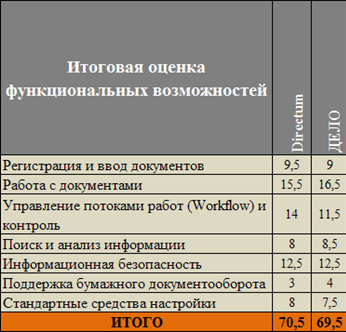 Итоговая оценка
функциональных возможностей
Directum
ДЕЛО
Регистрация и ввод документов 9,5 9
Работа с документами 15,5 16,5
Управление потоками работ (Workflow) и
контроль 14 11,5
Поиск и анализ информации 8 8,5
Информационная безопасность 12,5 12,5
Поддержка бумажного документооборота 3 4
Стандартные средства настройки 8 7,5
ИТОГО 70,5 69,5